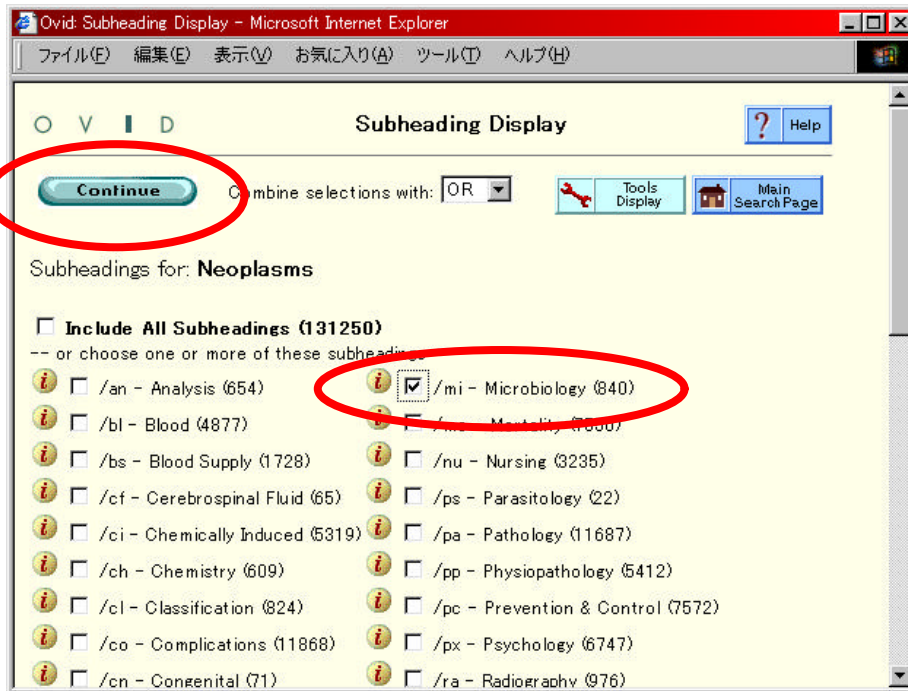 Ovid: Subheading Display - Microsoft Internet Explorer
ファイル(F) 編集(E) 表示(V) お気に入り(A) ツール(T) ヘルプ(H)
O V I D Subheading Display ? Help
Continue Combine selections with: OR Tools Display Main Search Page
Subheadings for: Neoplasms
Include All Subheadings (131250)
-- or choose one or more of these subheadings
/an - Analysis (654) /mi - Microbiology (840)
/bl - Blood (4877) Mortality
/bs - Blood Supply (1728) /nu - Nursing (3235)
/cf - Cerebrospinal Fluid (65) /ps - Parasitology (22)
/ci - Chemically Induced (5319) /pa - Pathology (11687)
/ch - Chemistry (609) /pp - Physiopathology (5412)
/cl - Classification (824) /pc - Prevention & Control (7572)
/co - Complications (11868) /px - Psychology (6747)
/cn - Congenital (71) /ra - Radiography (976)